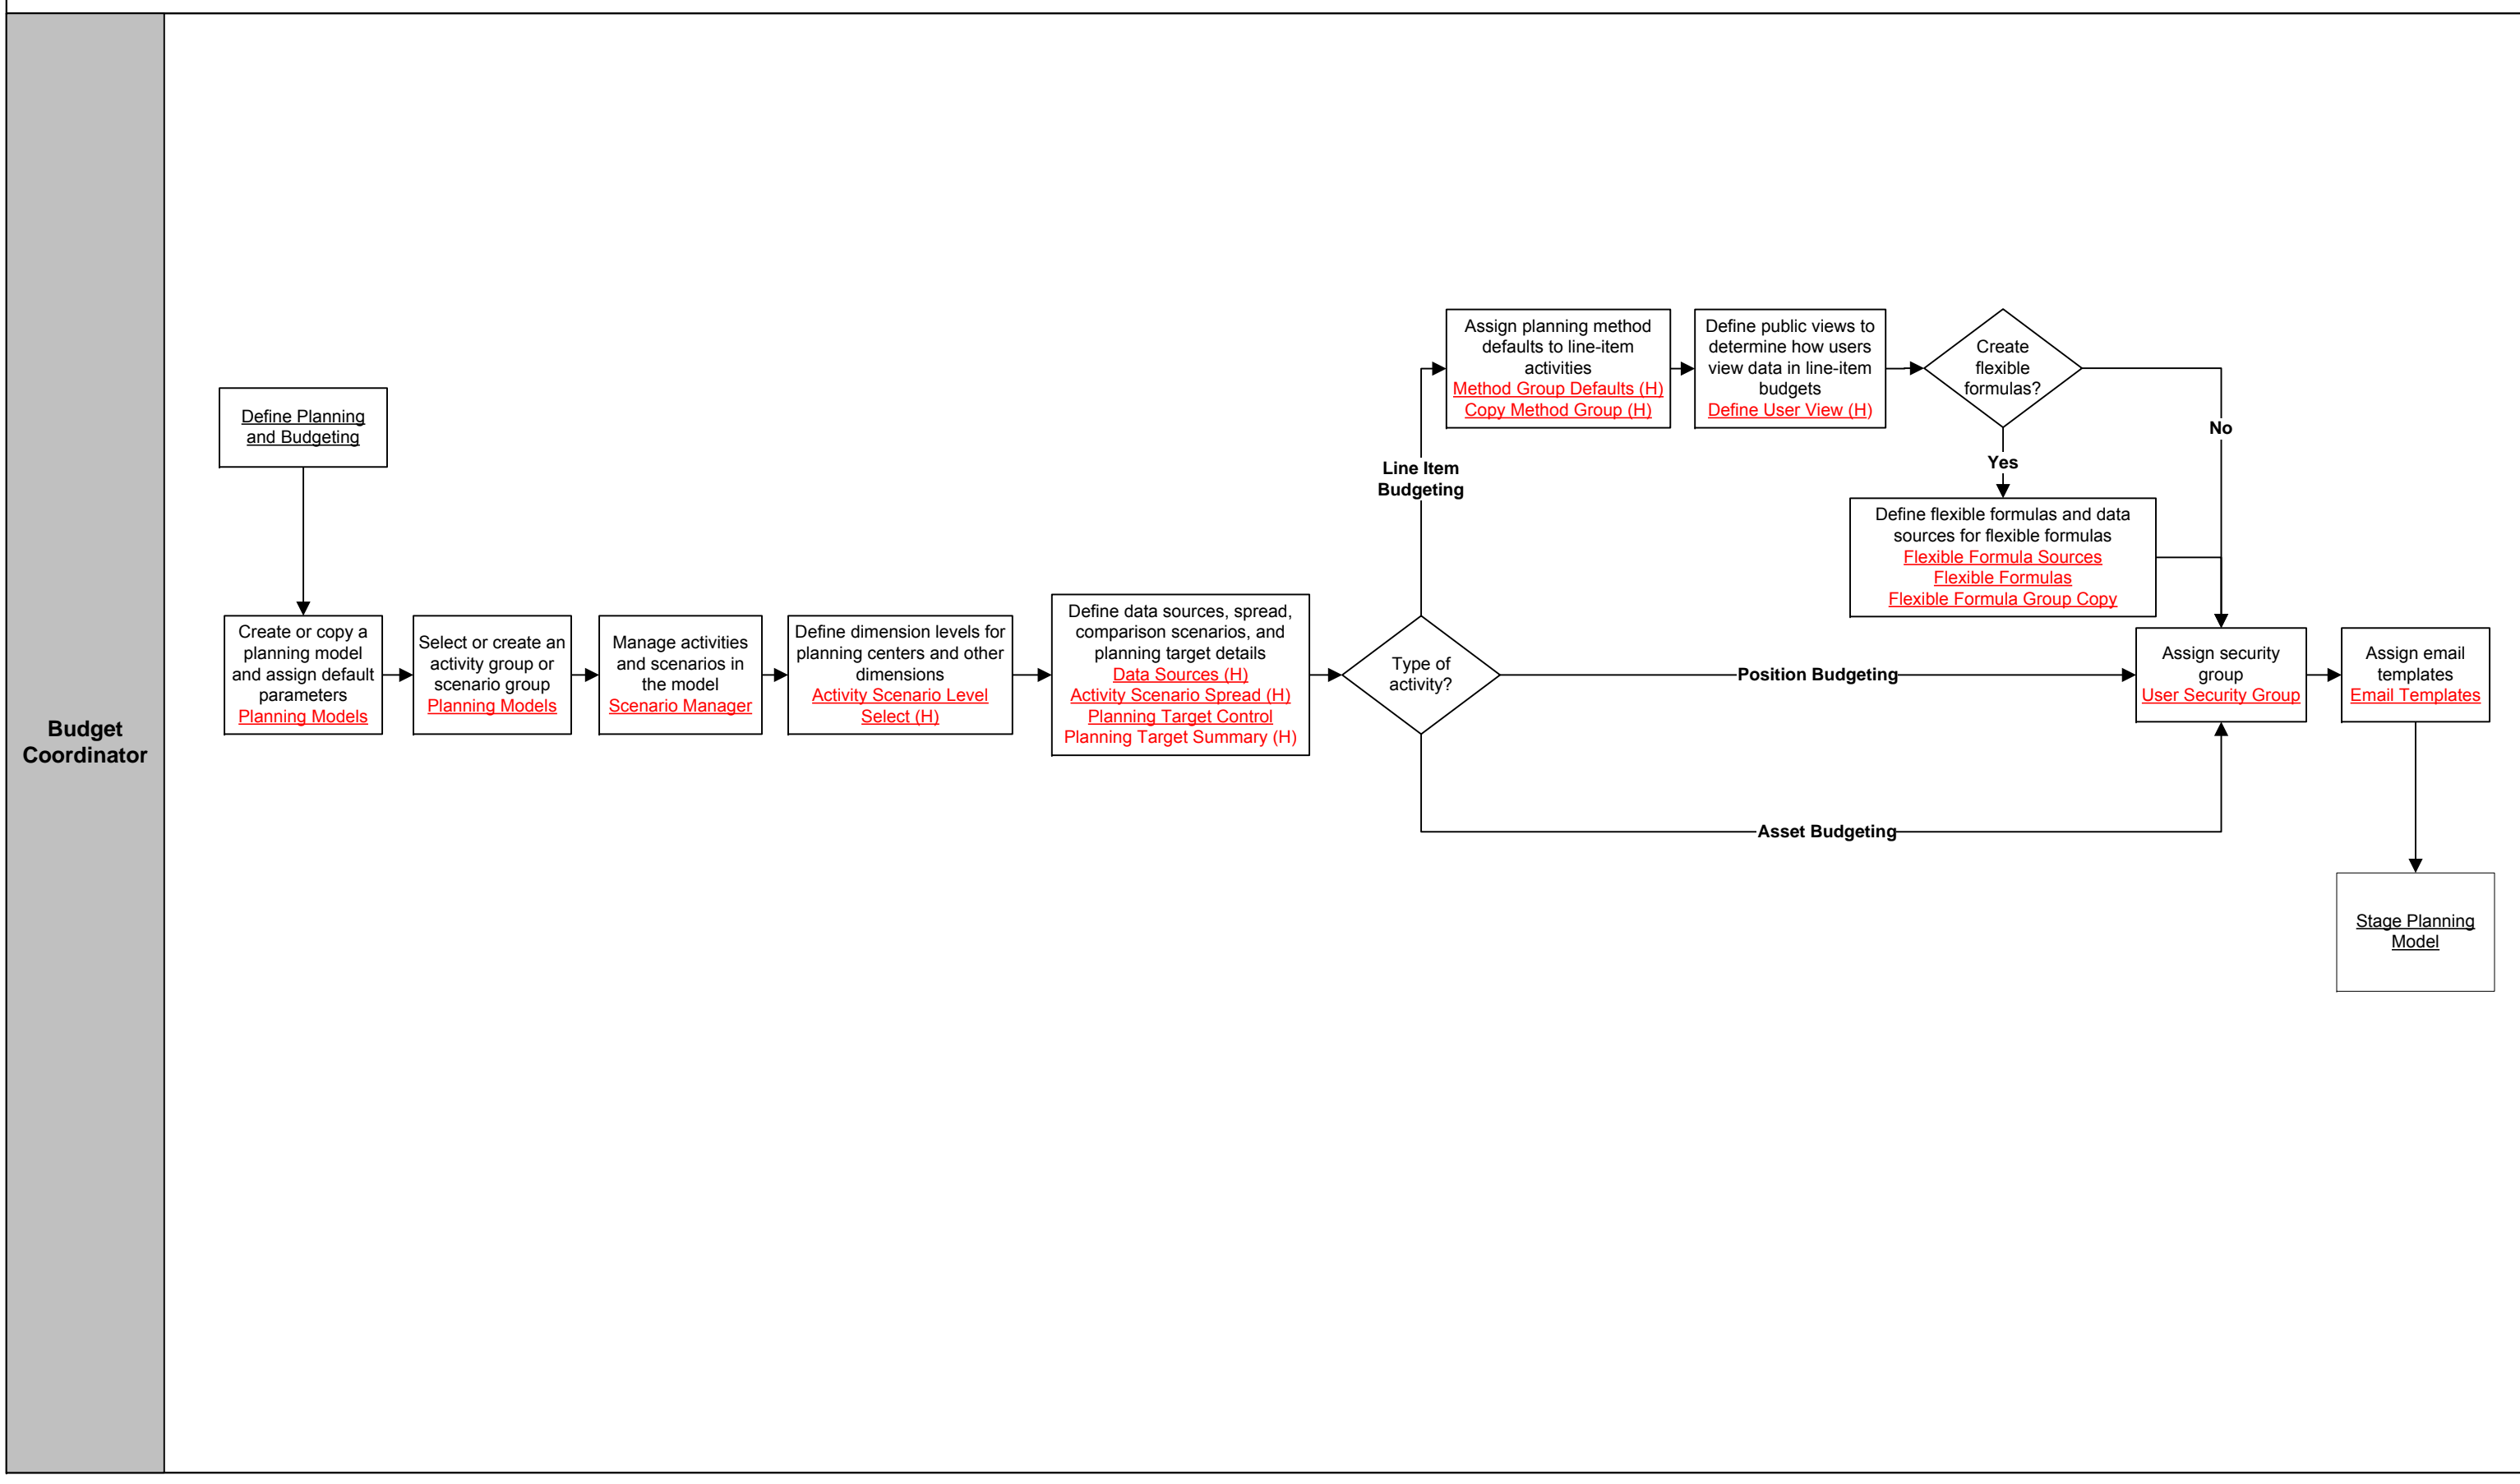 Budget
Coordinator
Define Planning
and Budgeting
Create or copy a
planning model
and assign default
parameters
Planning Models
Select or create an
activity group or
scenario group
Planning Models
Manage activities
and scenarios in
the model
Scenario Manager
Define dimension levels for
planning centers and other
dimensions
Activity Scenario Level
Select (H)
Define data sources, spread,
comparison scenarios, and
planning target details
Data Sources (H)
Activity Scenario Spread (H)
Planning Target Control
Planning Target Summary (H)
Type of
activity?
Line Item
Budgeting
Assign planning method
defaults to line-item
activities
Method Group Defaults (H)
Copy Method Group (H)
Define public views to
determine how users
view data in line-item
budgets
Define User View (H)
Create
flexible
formulas?
No
Yes
Define flexible formulas and data
sources for flexible formulas
Flexible Formula Sources
Flexible Formulas
Flexible Formula Group Copy
Position Budgeting
Asset Budgeting
Assign security
group
User Security Group
Assign email
templates
Email Templates
Stage Planning
Model